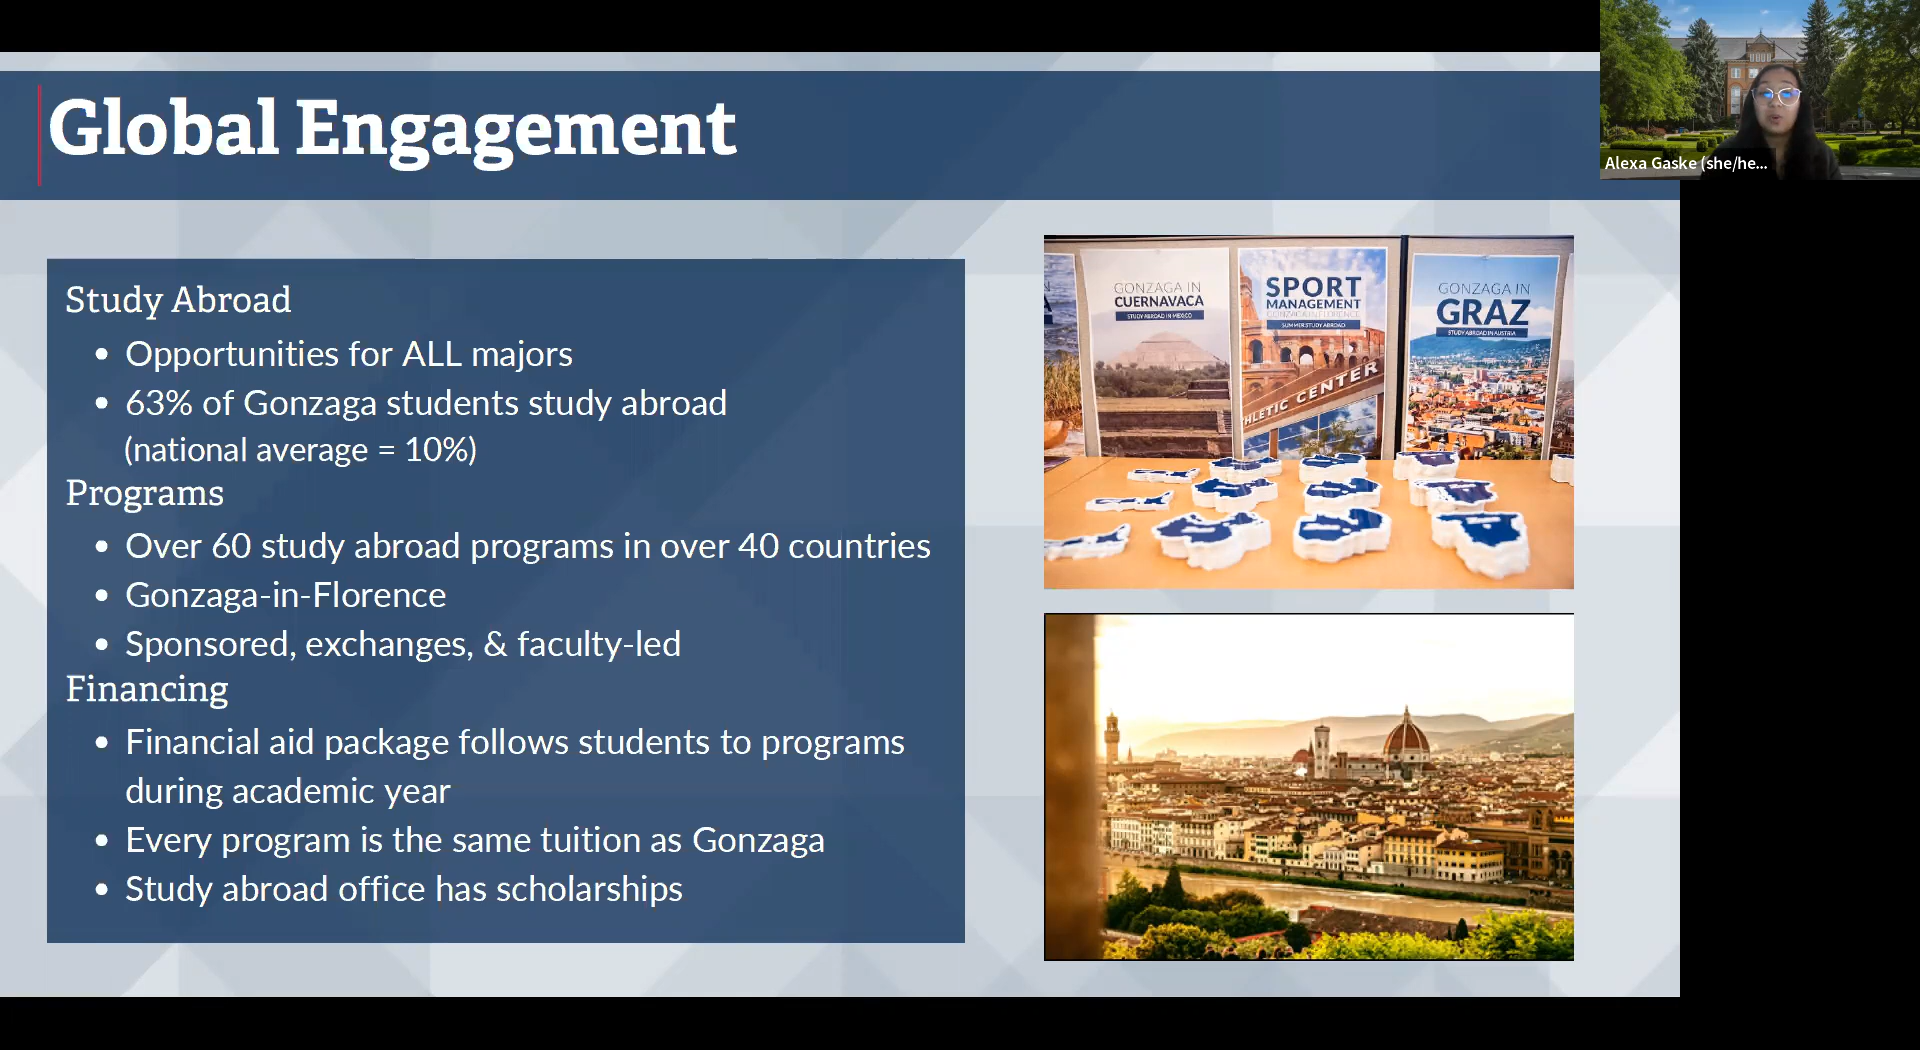 Global Engagement
Alexa Gaske (she/he...
Study Abroad
• Opportunities for ALL majors
• 63% of Gonzaga students study abroad
(national average = 10%)
Programs
• Over 60 study abroad programs in over 40 countries
• Gonzaga-in-Florence
• Sponsored, exchanges, & faculty-led
Financing
• Financial aid package follows students to programs
during academic year
• Every program is the same tuition as Gonzaga
• Study abroad office has scholarships
GONZAGA IN
CUERNAVACA
STUDY ABROAD IN MEXICO
SPORT
MANAGEMENT
GONZAGA IN FLORENCE
SUMMER STUDY ABROAD
HLETIC CENTER
GONZAGA IN
GRAZ
STUDY ABROAD IN AUSTRIA